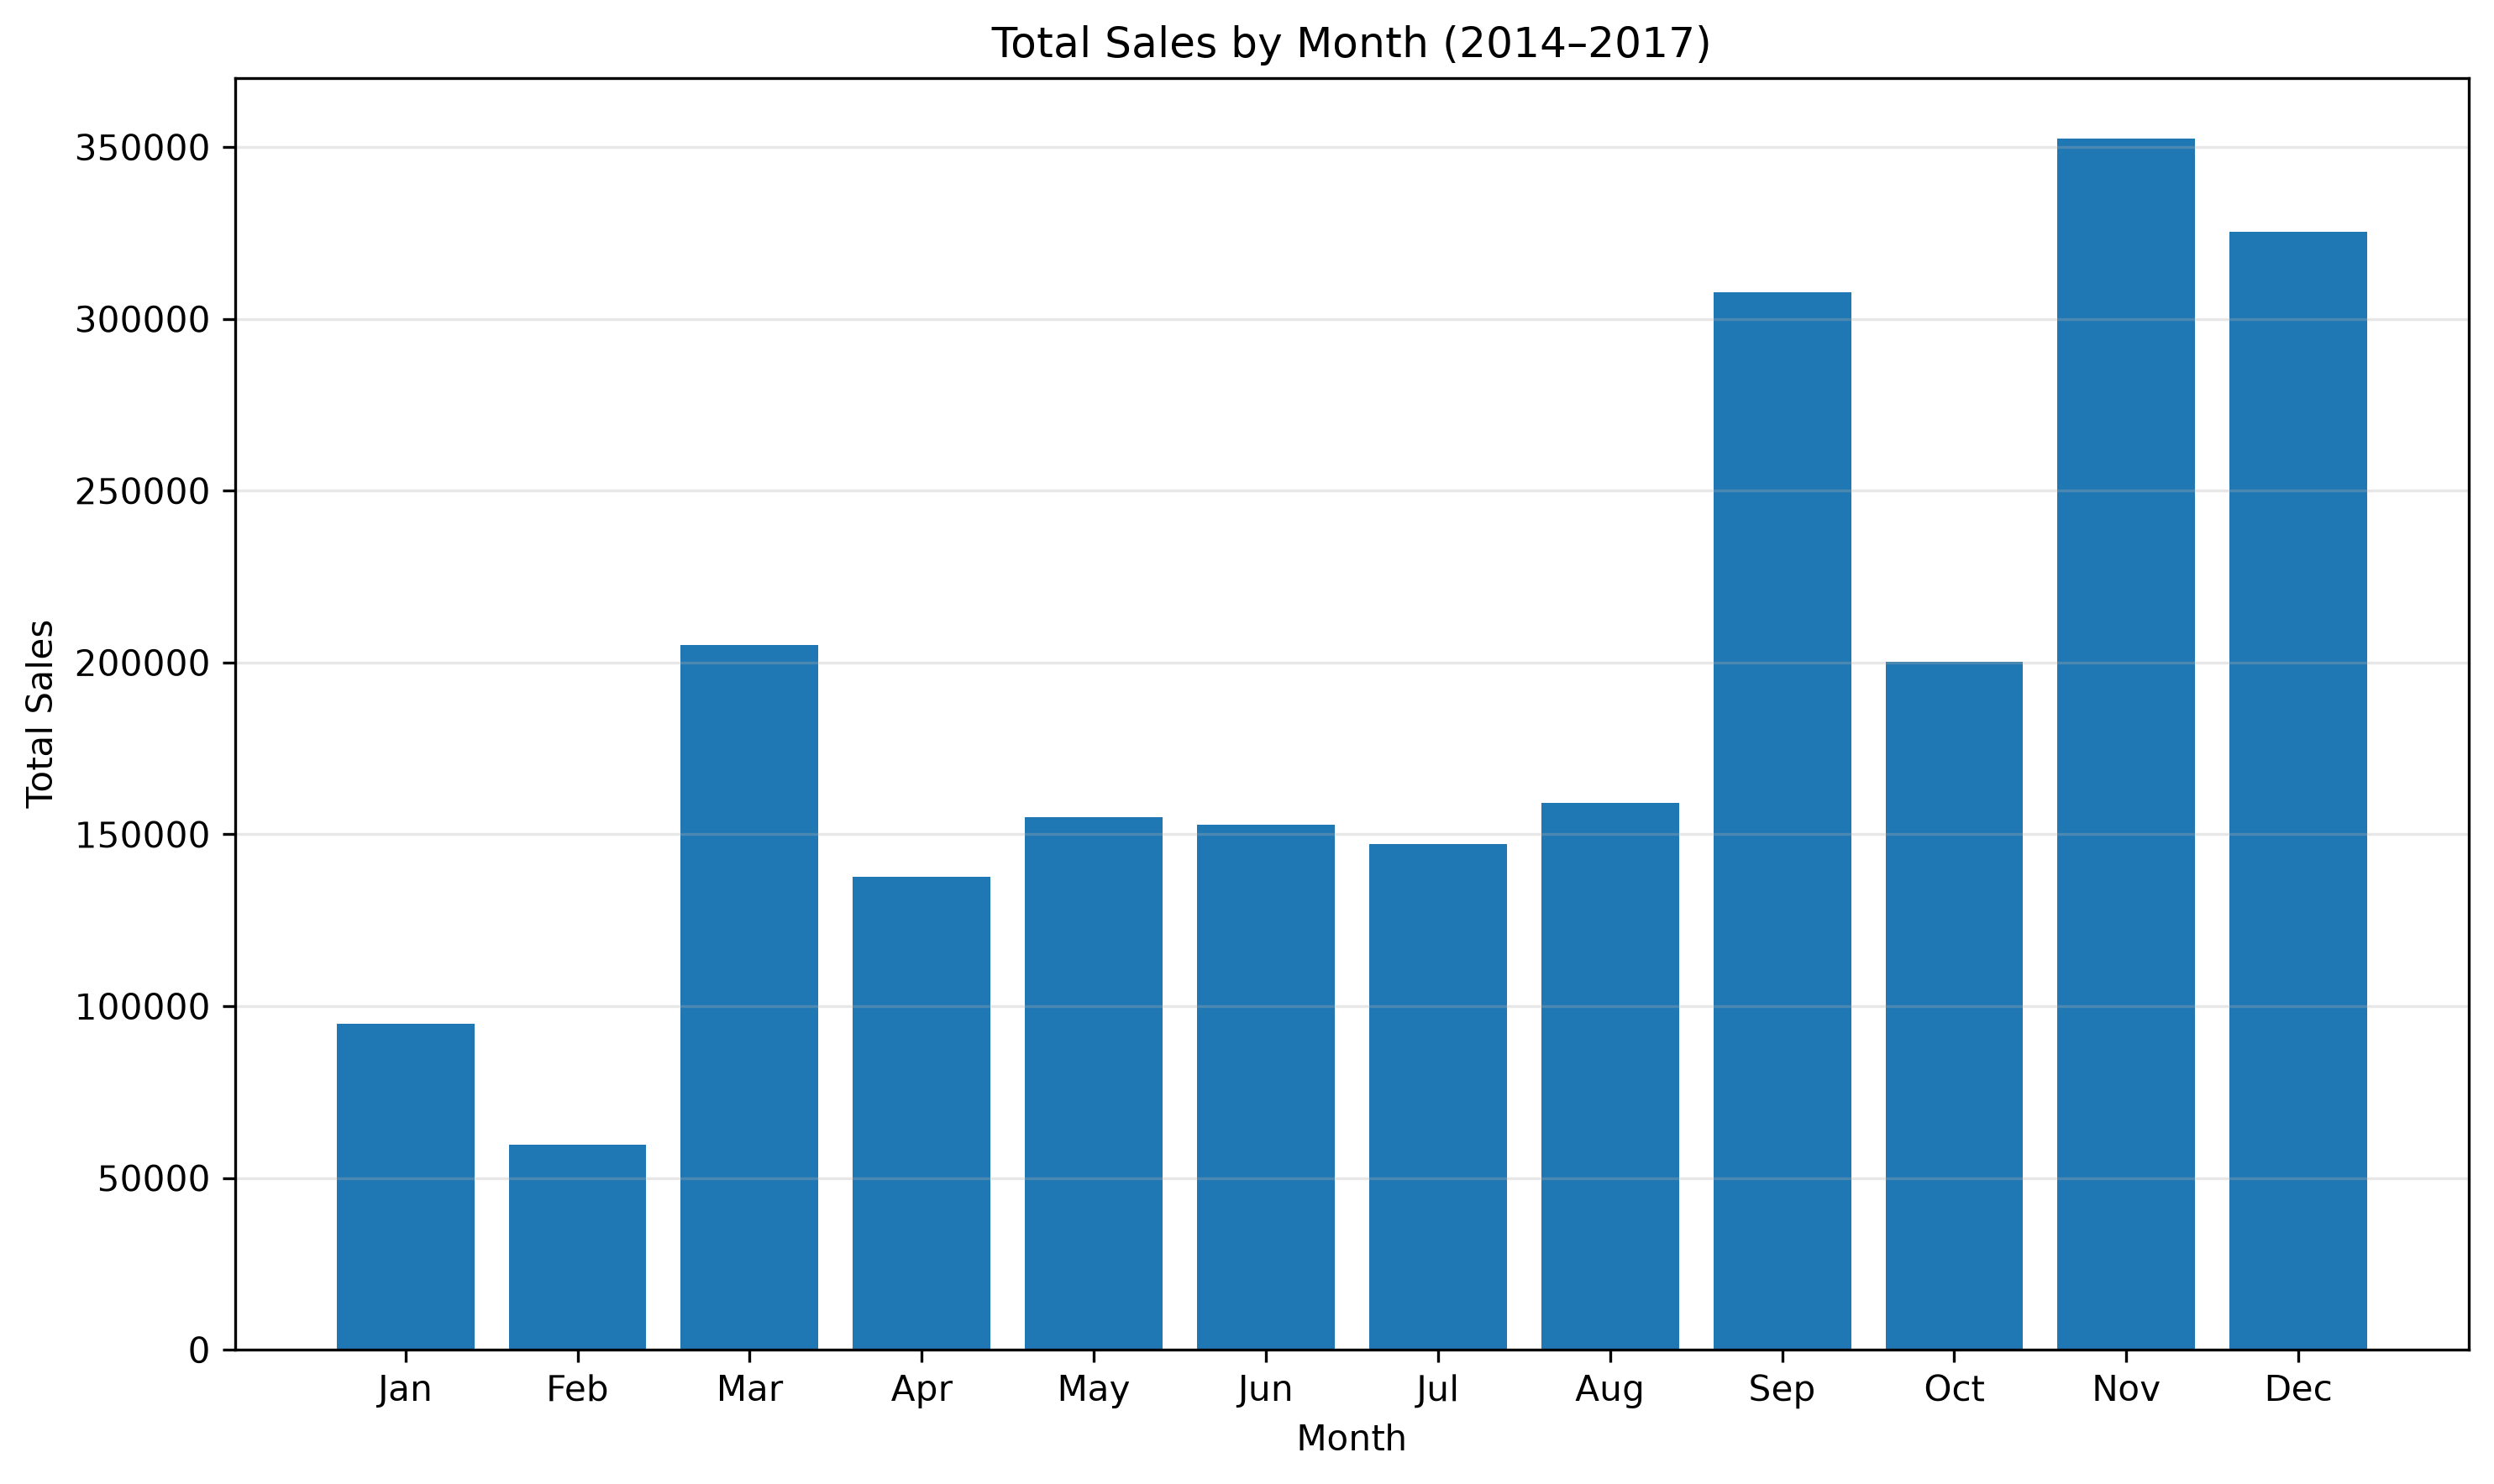 Total Sales by Month (2014–2017)
Total Sales
350000
300000
250000
200000
150000
100000
50000
0
Jan Feb Mar Apr May Jun Jul Aug Sep Oct Nov Dec
Month